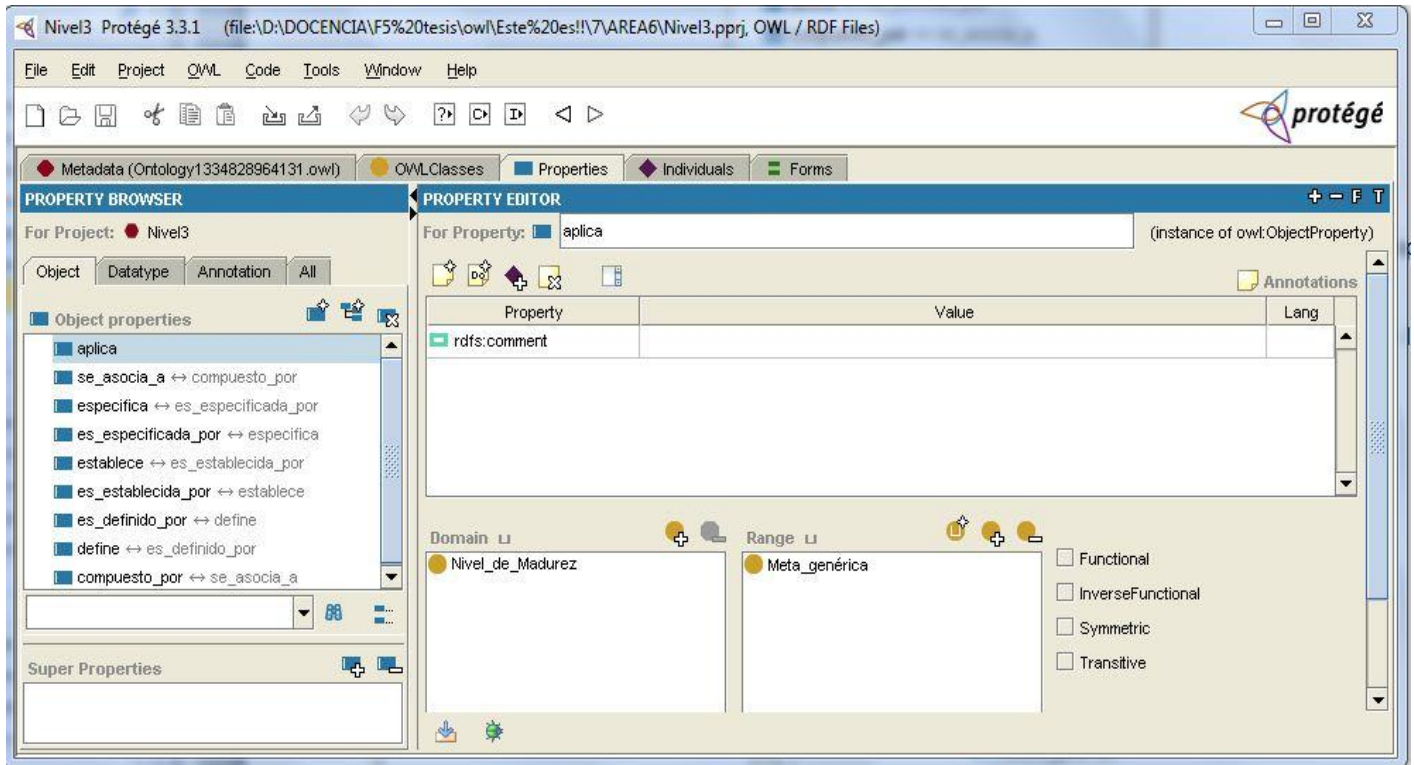 Nivel3 Protégé 3.3.1 (file:\D:\DOCENCIA\F5%20tesis\owl\Este%20es!!\7\AREA6\Nivel3.pprj, OWL / RDF Files)
File Edit Project OWL Code Tools Window Help
protégé
Metadata (Ontology1334828964131.owl) OWLClasses Properties Individuals Forms
PROPERTY BROWSER
For Project: Nivel3
Object Datatype Annotation All
Object properties
aplica
se_asocia_a ↔ compuesto_por
especifica ↔ es_especificada_por
es_especificada_por ↔ especifica
establece ↔ es_establecida_por
es_establecida_por ↔ establece
es_definido_por ↔ define
define ↔ es_definido_por
compuesto_por ↔ se_asocia_a
Super Properties
PROPERTY EDITOR
F T
For Property: aplica (instance of owl:ObjectProperty)
Annotations
Property Value Lang
rdfs:comment
Domain ⊔ Range ⊔
Nivel_de_Madurez Meta_genérica
Functional
InverseFunctional
Symmetric
Transitive